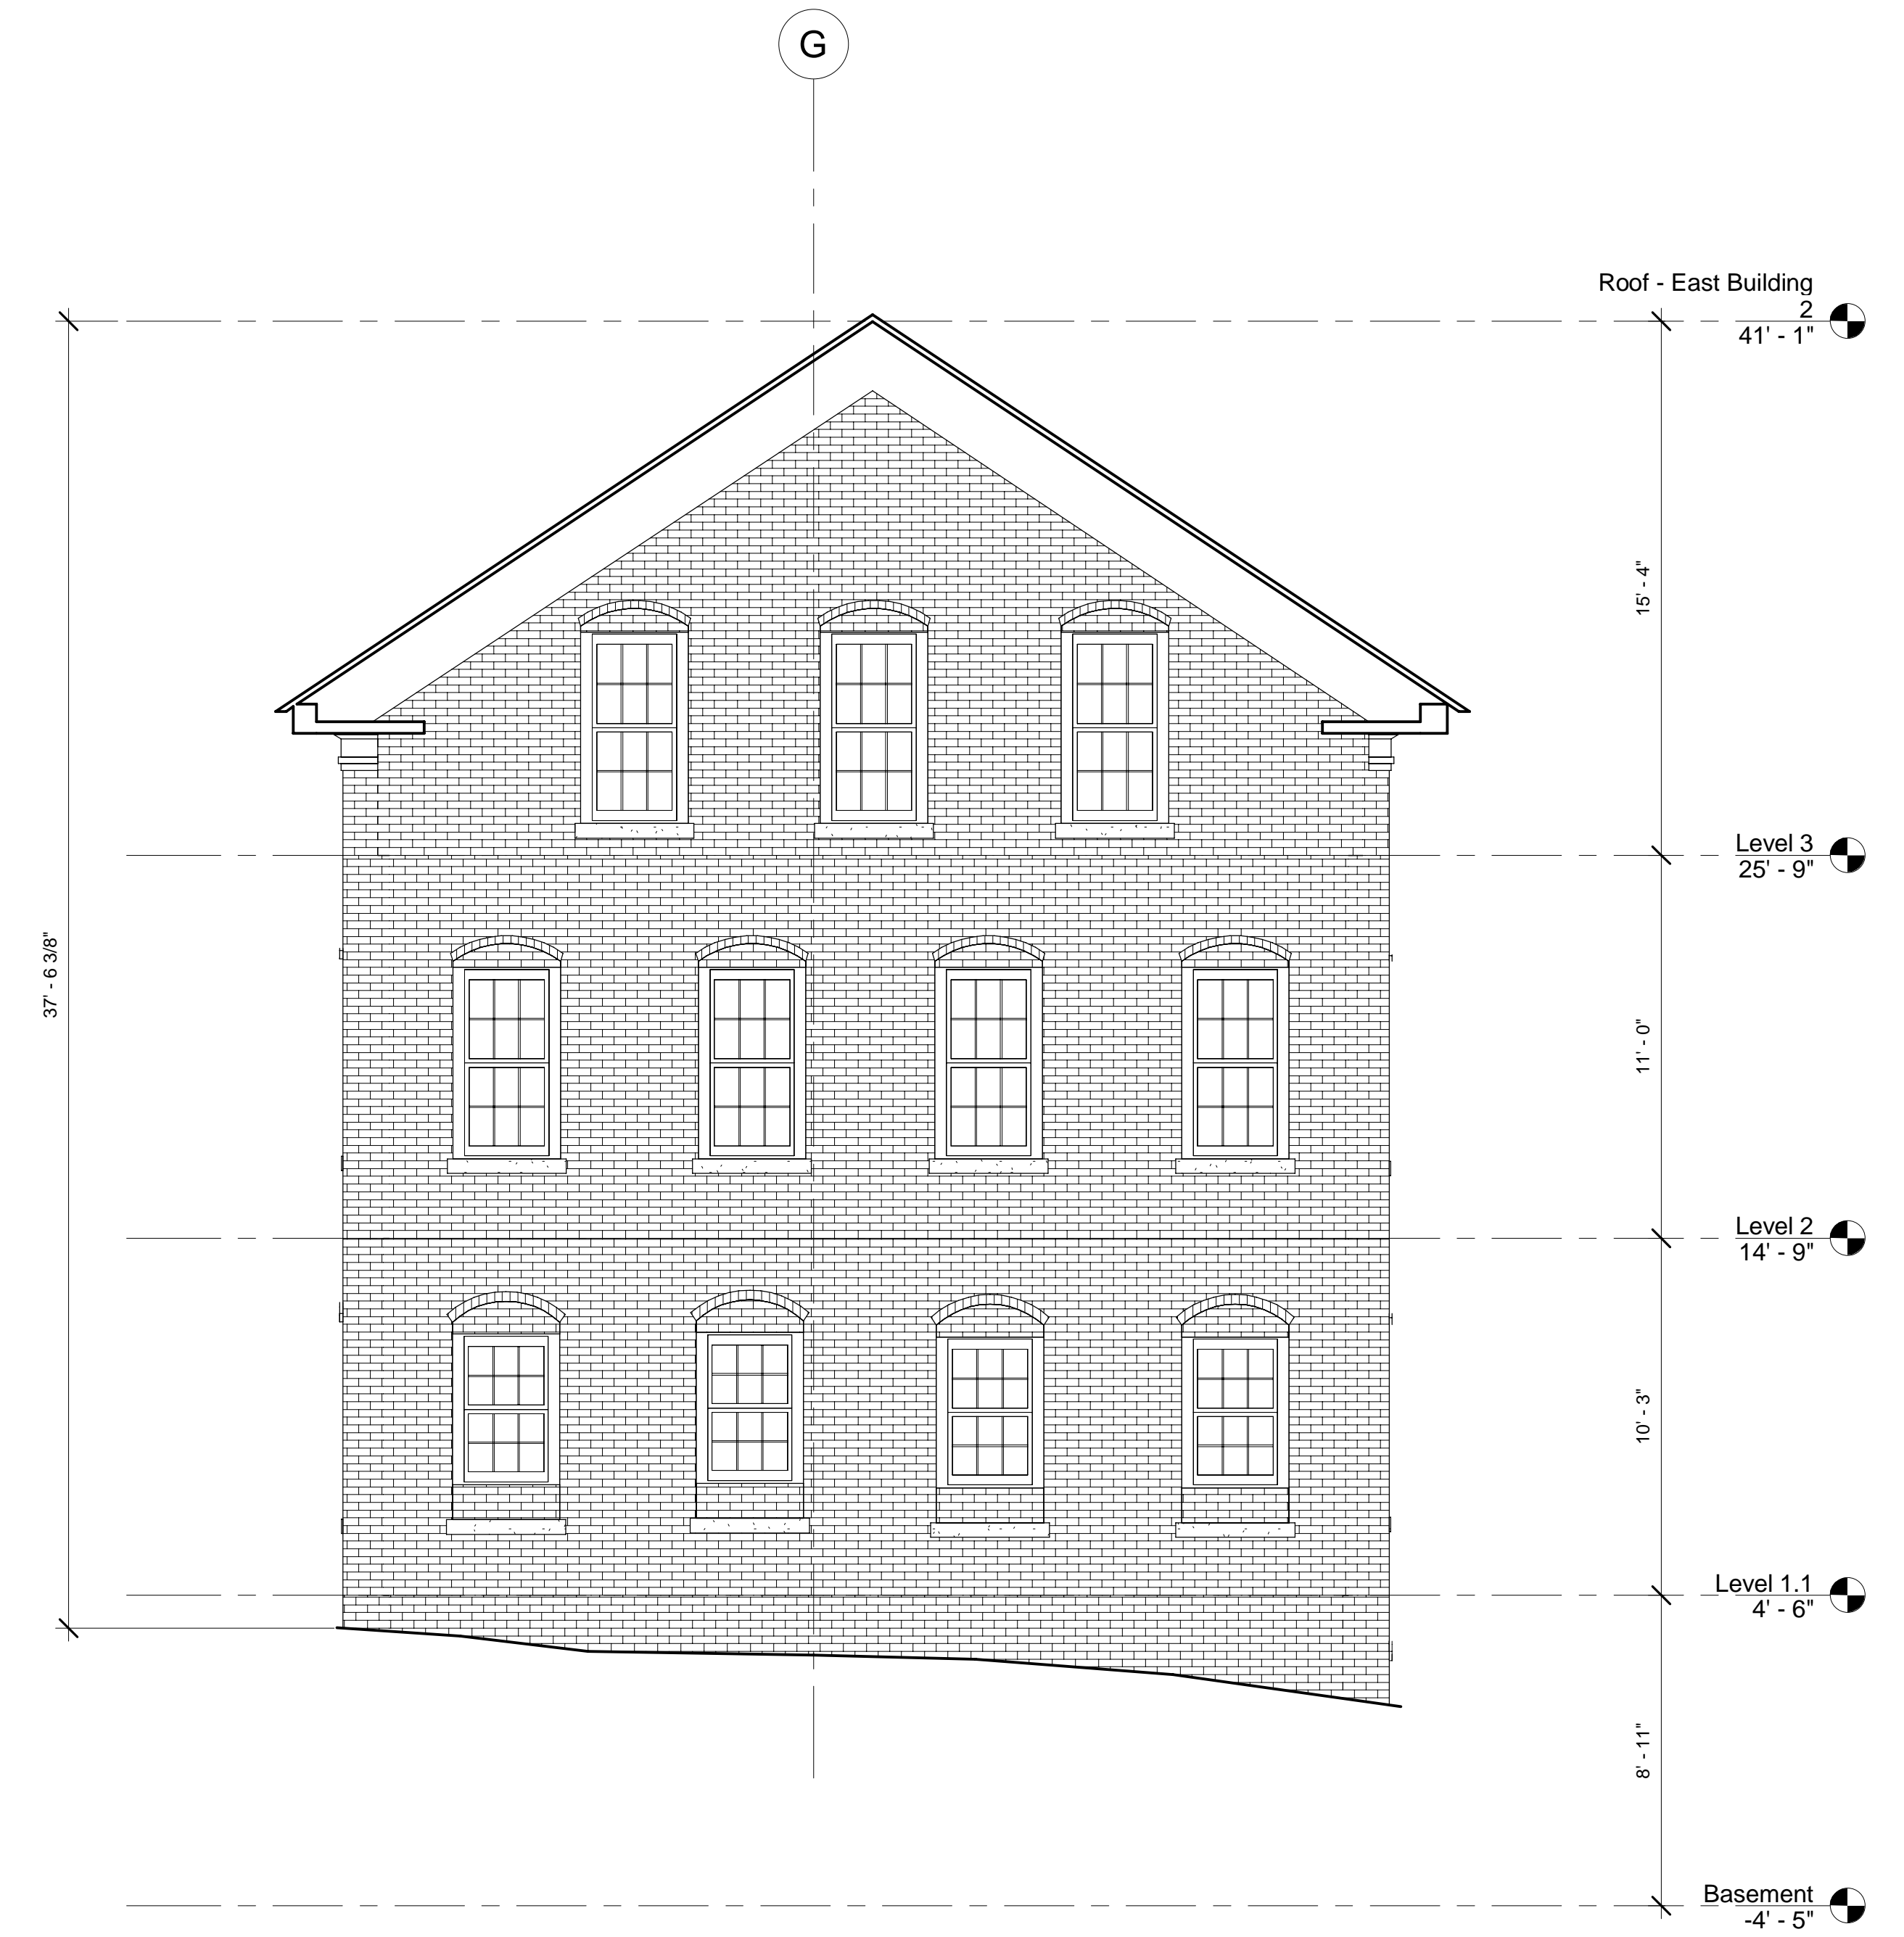 G
Roof - East Building
2
41' - 1"
15' - 4"
Level 3
25' - 9"
37' - 6 3/8"
11' - 0"
Level 2
14' - 9"
10' - 3"
Level 1.1
4' - 6"
8' - 11"
Basement
-4' - 5"